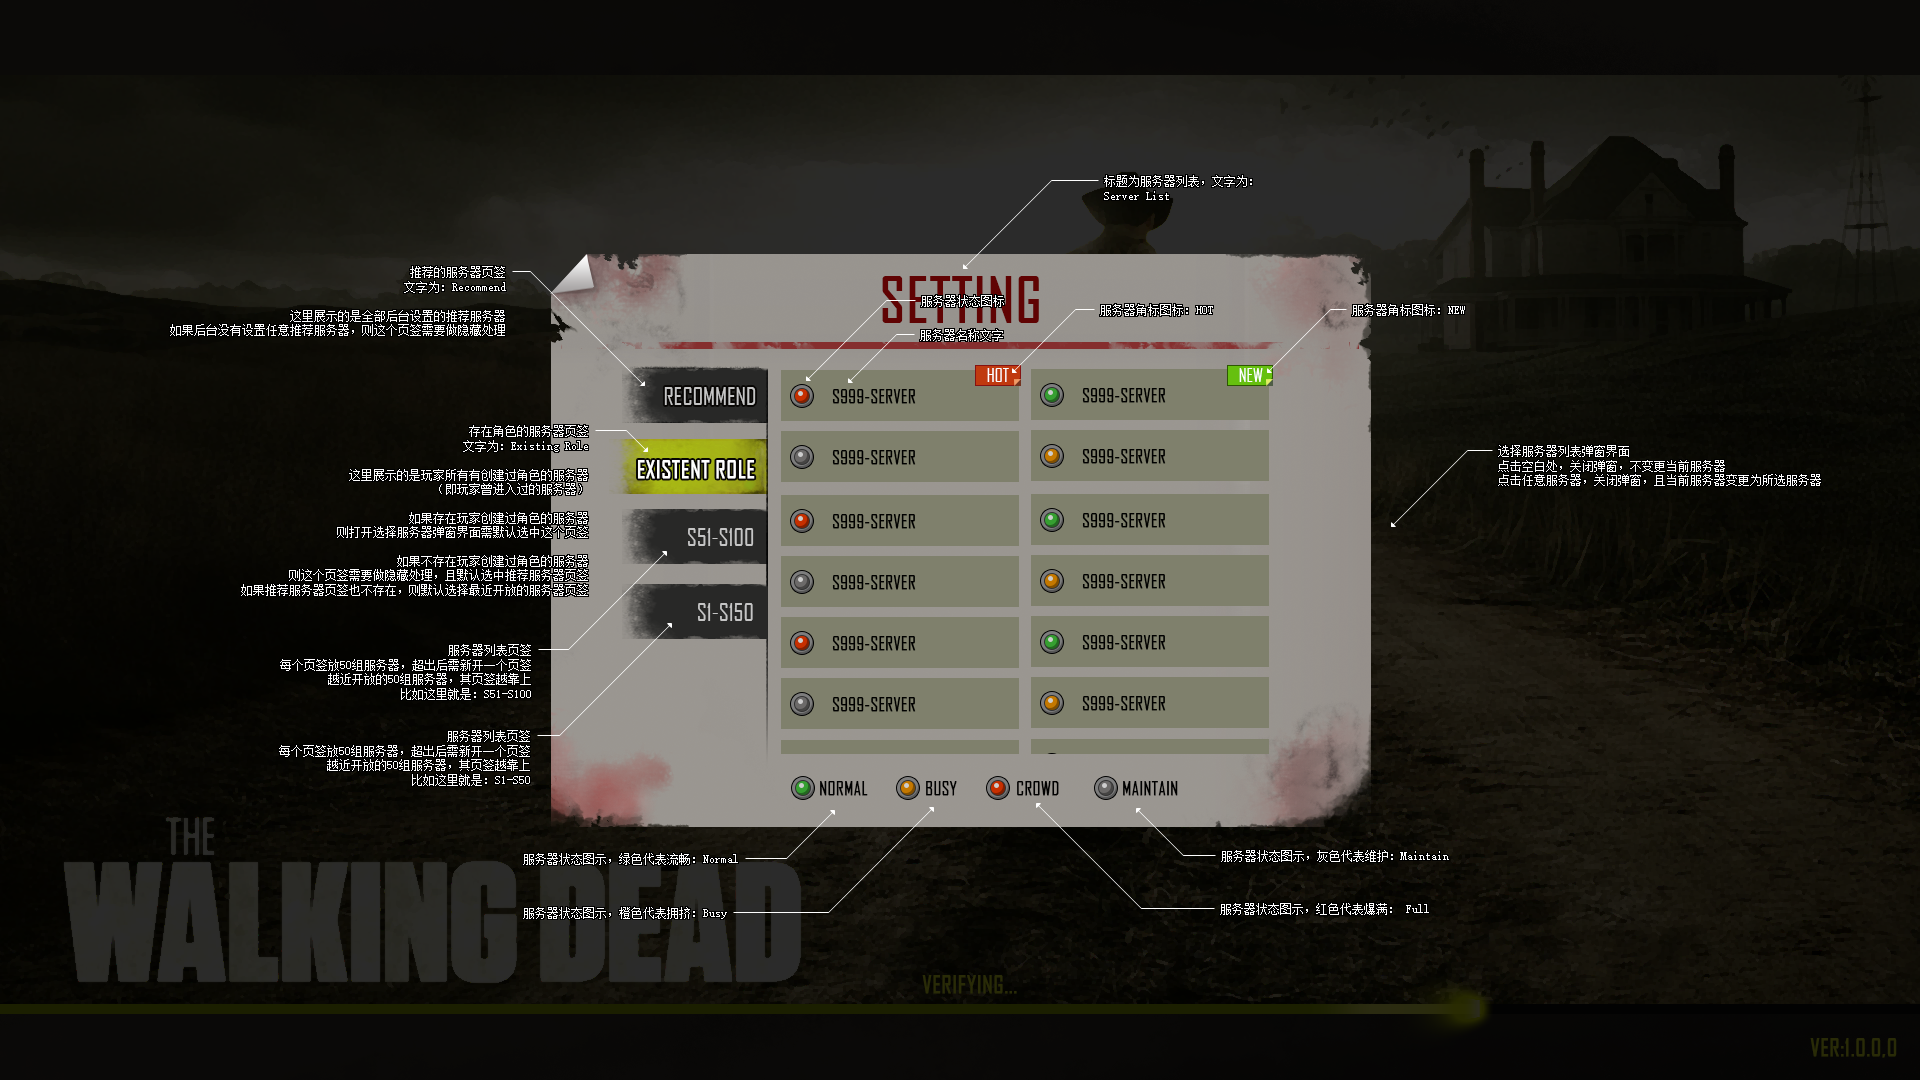 标题为服务器列表，文字为：
Server List
推荐的服务器页签
文字为：Recommend
这里展示的是全部后台设置的推荐服务器
如果后台没有设置任意推荐服务器，则这个页签需要做隐藏处理
SETTING
服务器状态图标
服务器名称文字
服务器角标图标：HOT
服务器角标图标：NEW
RECOMMEND
HOT
NEW
S999-SERVER
S999-SERVER
存在角色的服务器页签
文字为：Existing Role
这里展示的是玩家所有有创建过角色的服务器
（即玩家曾进入过的服务器）
如果存在玩家创建过角色的服务器
则打开选择服务器弹窗界面需默认选中这个页签
如果不存在玩家创建过角色的服务器
则这个页签需要做隐藏处理，且默认选中推荐服务器页签
如果推荐服务器页签也不存在，则默认选择最近开放的服务器页签
EXISTENT ROLE
S999-SERVER
S999-SERVER
选择服务器列表弹窗界面
点击空白处，关闭弹窗，不变更当前服务器
点击任意服务器，关闭弹窗，且当前服务器变更为所选服务器
S51-S100
S999-SERVER
S999-SERVER
S999-SERVER
S999-SERVER
S1-S150
S999-SERVER
S999-SERVER
服务器列表页签
每个页签放50组服务器，超出后需新开一个页签
越近开放的50组服务器，其页签越靠上
比如这里就是：S51-S100
S999-SERVER
S999-SERVER
服务器列表页签
每个页签放50组服务器，超出后需新开一个页签
越近开放的50组服务器，其页签越靠上
比如这里就是：S1-S50
NORMAL
BUSY
CROWD
MAINTAIN
服务器状态图示，绿色代表流畅：Normal
服务器状态图示，灰色代表维护：Maintain
服务器状态图示，橙色代表拥挤：Busy
服务器状态图示，红色代表爆满： Full
THE
WALKING DEAD
VERIFYING...
VER:1.0.0.0